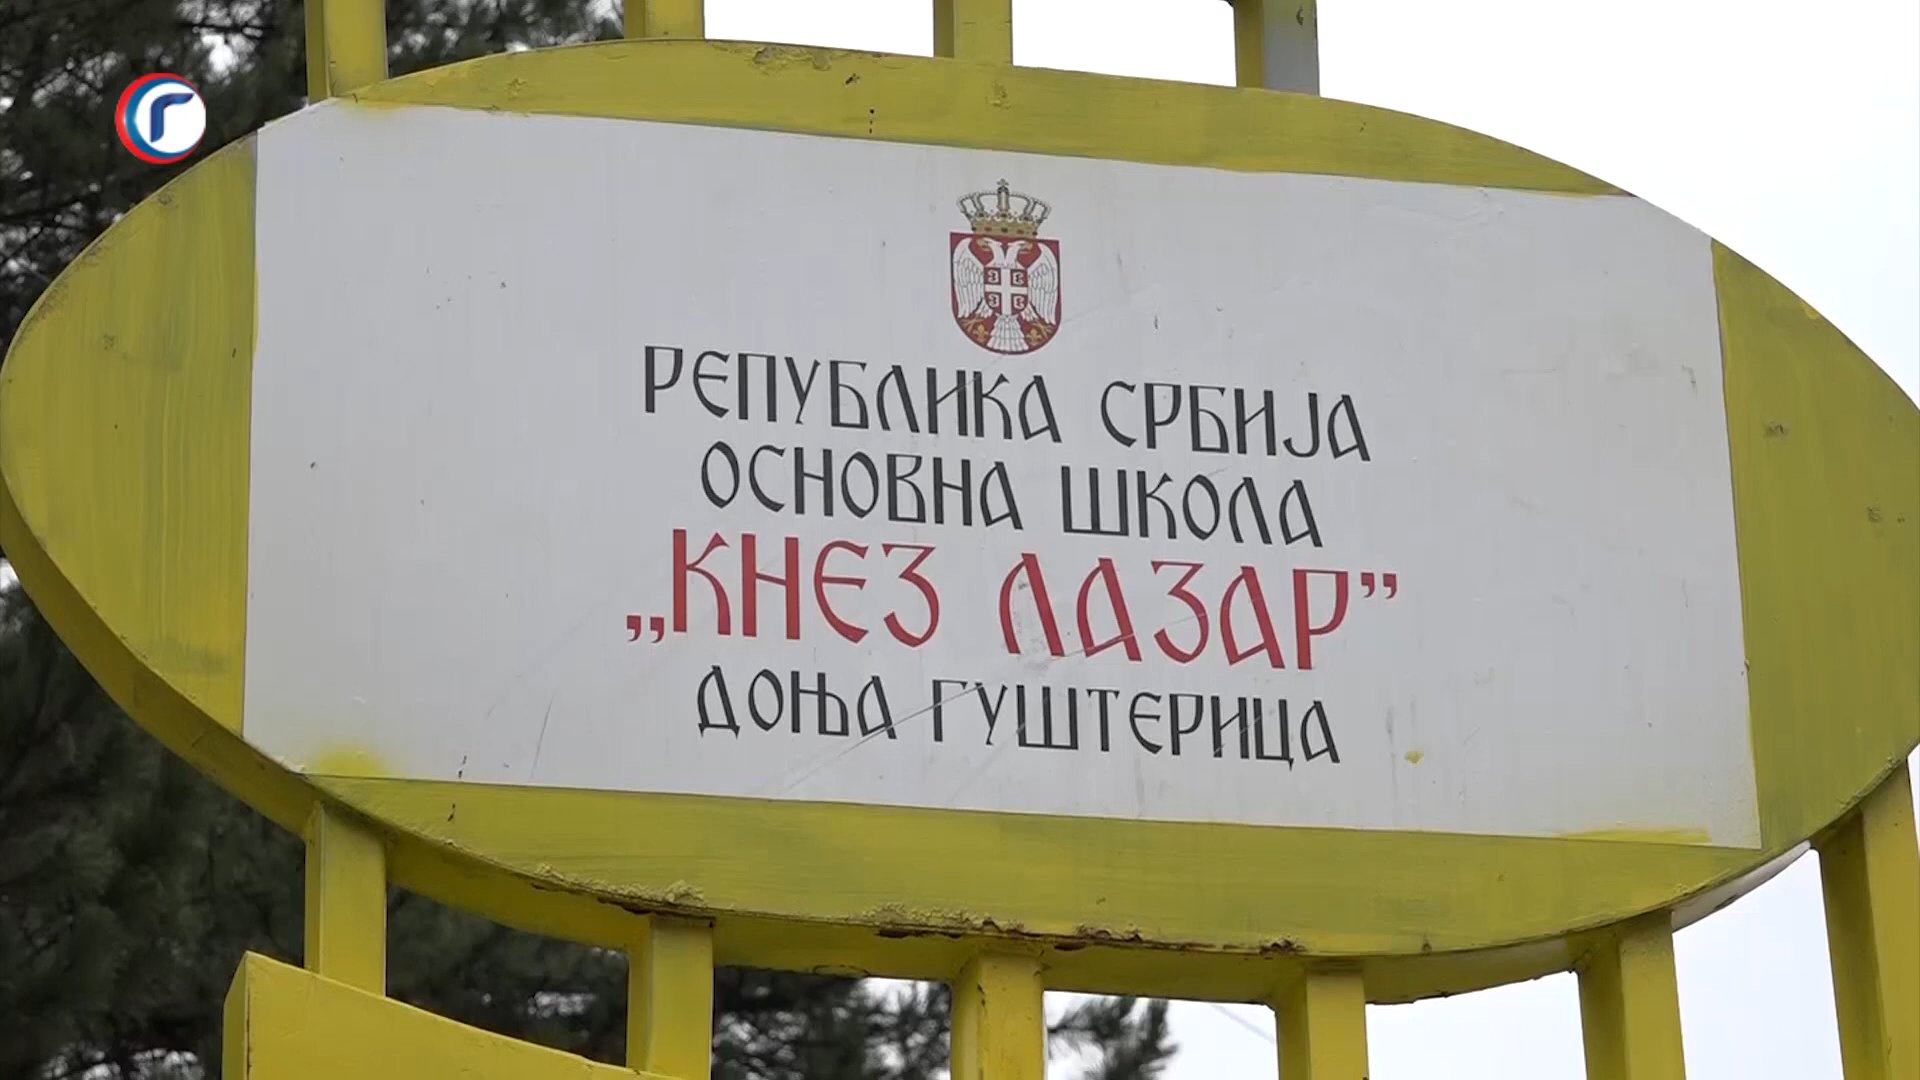 РЕПУБЛИКА СРБИЈА
ОСНОВНА ШКОЛА
„КНЕЗ ЛАЗАР”
ДОЊА ГУШТЕРИЦА